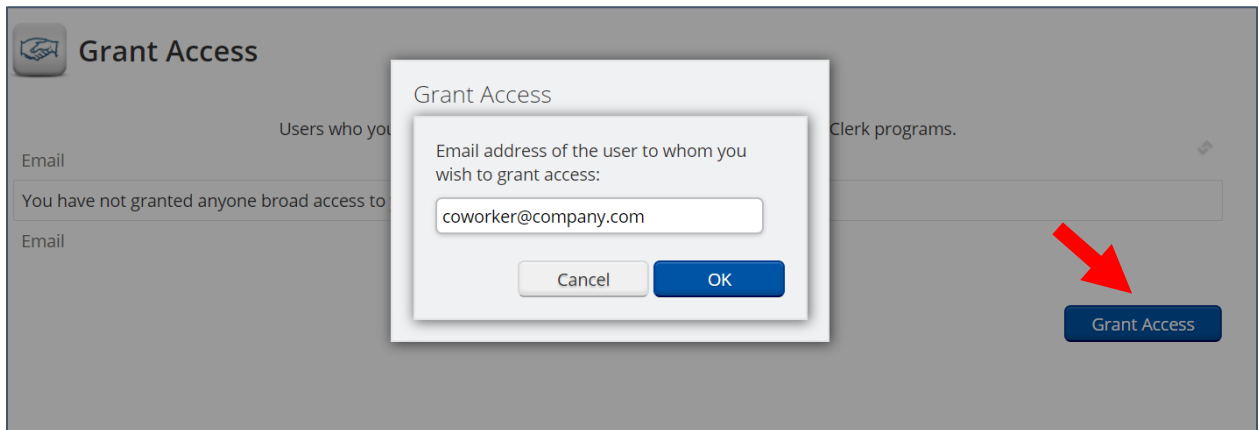 Grant Access
Users who you
Clerk programs.
Email
You have not granted anyone broad access to
Email
Grant Access
Grant Access
Email address of the user to whom you
wish to grant access:
coworker@company.com
Cancel
OK